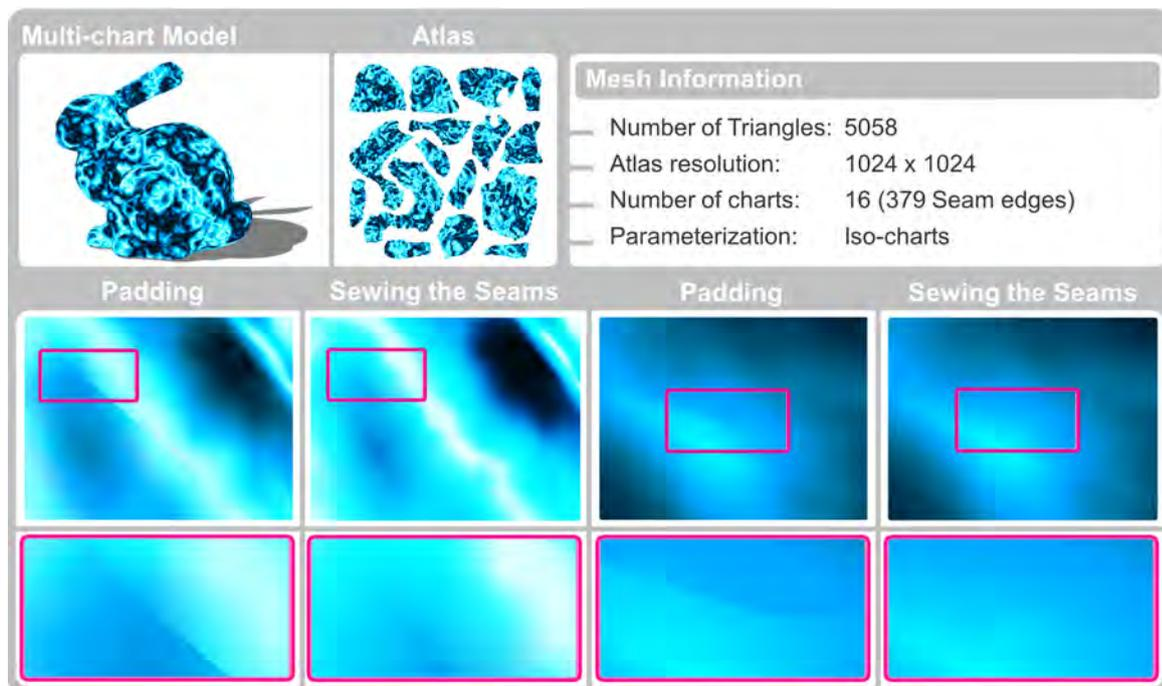 Multi-chart Model
Atlas
Mesh Information
Number of Triangles: 5058
Atlas resolution: 1024 x 1024
Number of charts: 16 (379 Seam edges)
Parameterization: Iso-charts
Padding
Sewing the Seams
Padding
Sewing the Seams